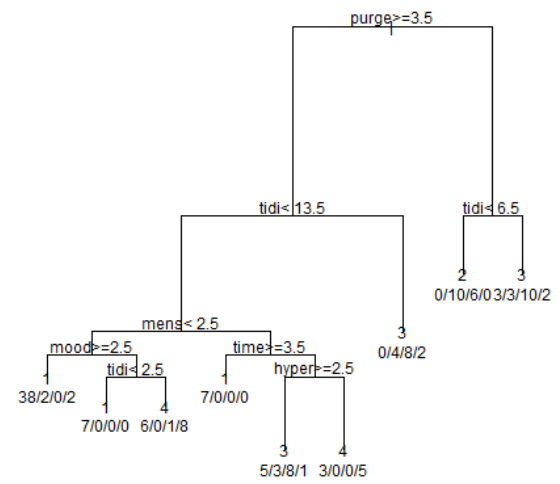 purge>=3.5
tidi< 13.5
tidi< 6.5
2
3
0/10/6/0
3/3/10/2
mens< 2.5
3
0/4/8/2
mood>=2.5
time>=3.5
1
38/2/0/2
tidi< 2.5
1
7/0/0/0
hyper>=2.5
1
4
7/0/0/0
6/0/1/8
3
4
5/3/8/1
3/0/0/5